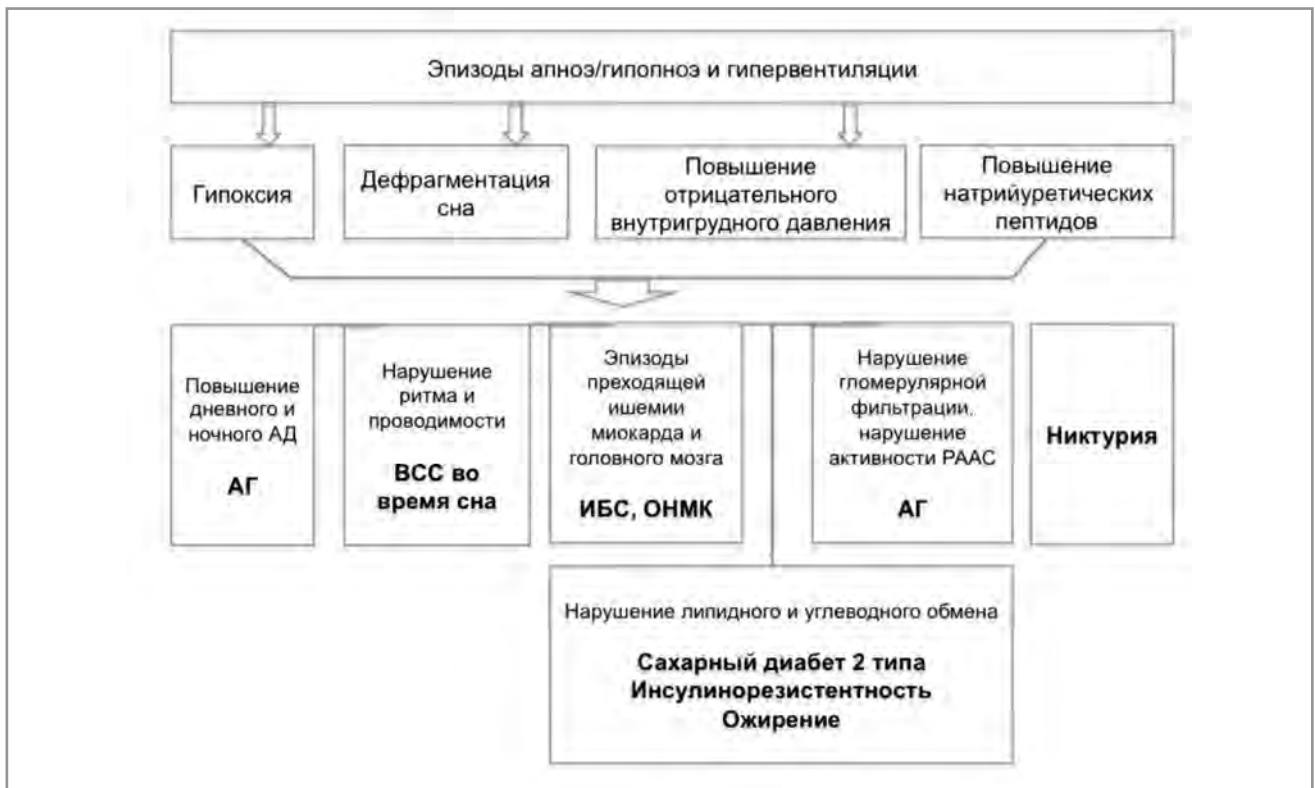 Эпизоды апноэ/гипопноэ и гипервентиляции
Гипоксия
Дефрагментация
сна
Повышение
отрицательного
внутригрудного давления
Повышение
натрийуретических
пептидов
Повышение
дневного и
ночного АД
АГ
Нарушение
ритма и
проводимости
ВСС во
время сна
Эпизоды
преходящей
ишемии
миокарда и
головного мозга
ИБС, ОНМК
Нарушение
гломерулярной
фильтрации,
нарушение
активности РААС
АГ
Никтурия
Нарушение липидного и углеводного обмена
Сахарный диабет 2 типа
Инсулинорезистентность
Ожирение